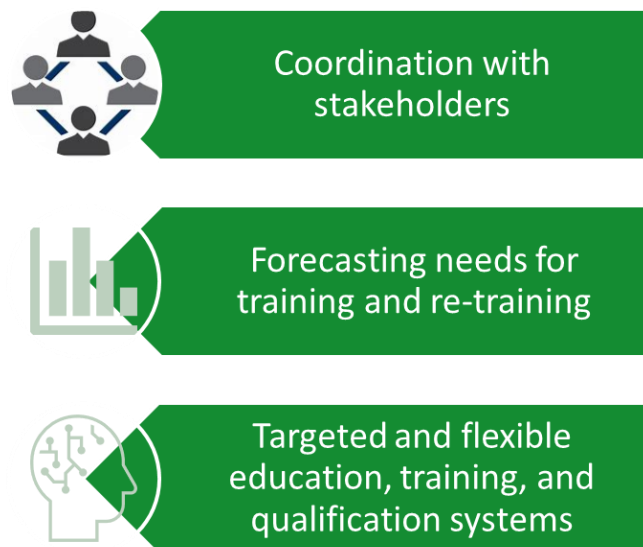 Coordination with
stakeholders
Forecasting needs for
training and re-training
Targeted and flexible
education, training, and
qualification systems